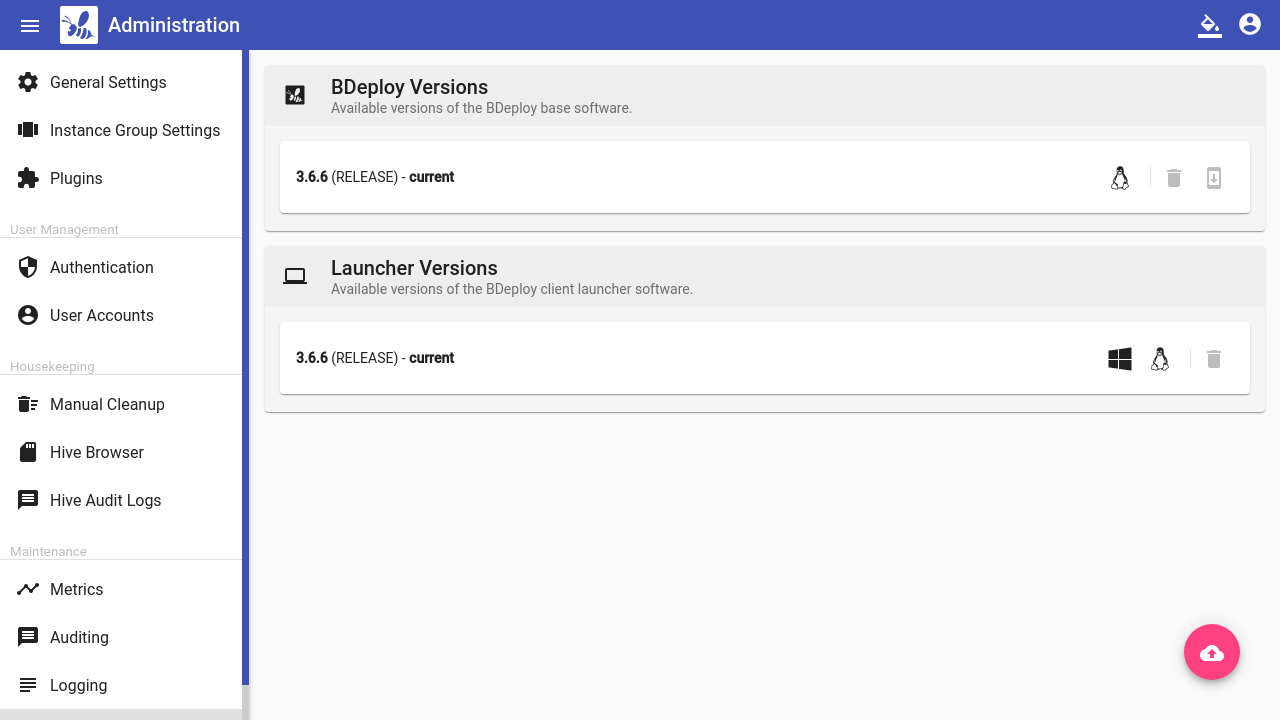 Administration
General Settings
Instance Group Settings
Plugins
User Management
Authentication
User Accounts
Housekeeping
Manual Cleanup
Hive Browser
Hive Audit Logs
Maintenance
Metrics
Auditing
Logging
BDeploy Versions
Available versions of the BDeploy base software.
3.6.6 (RELEASE) - current
Launcher Versions
Available versions of the BDeploy client launcher software.
3.6.6 (RELEASE) - current